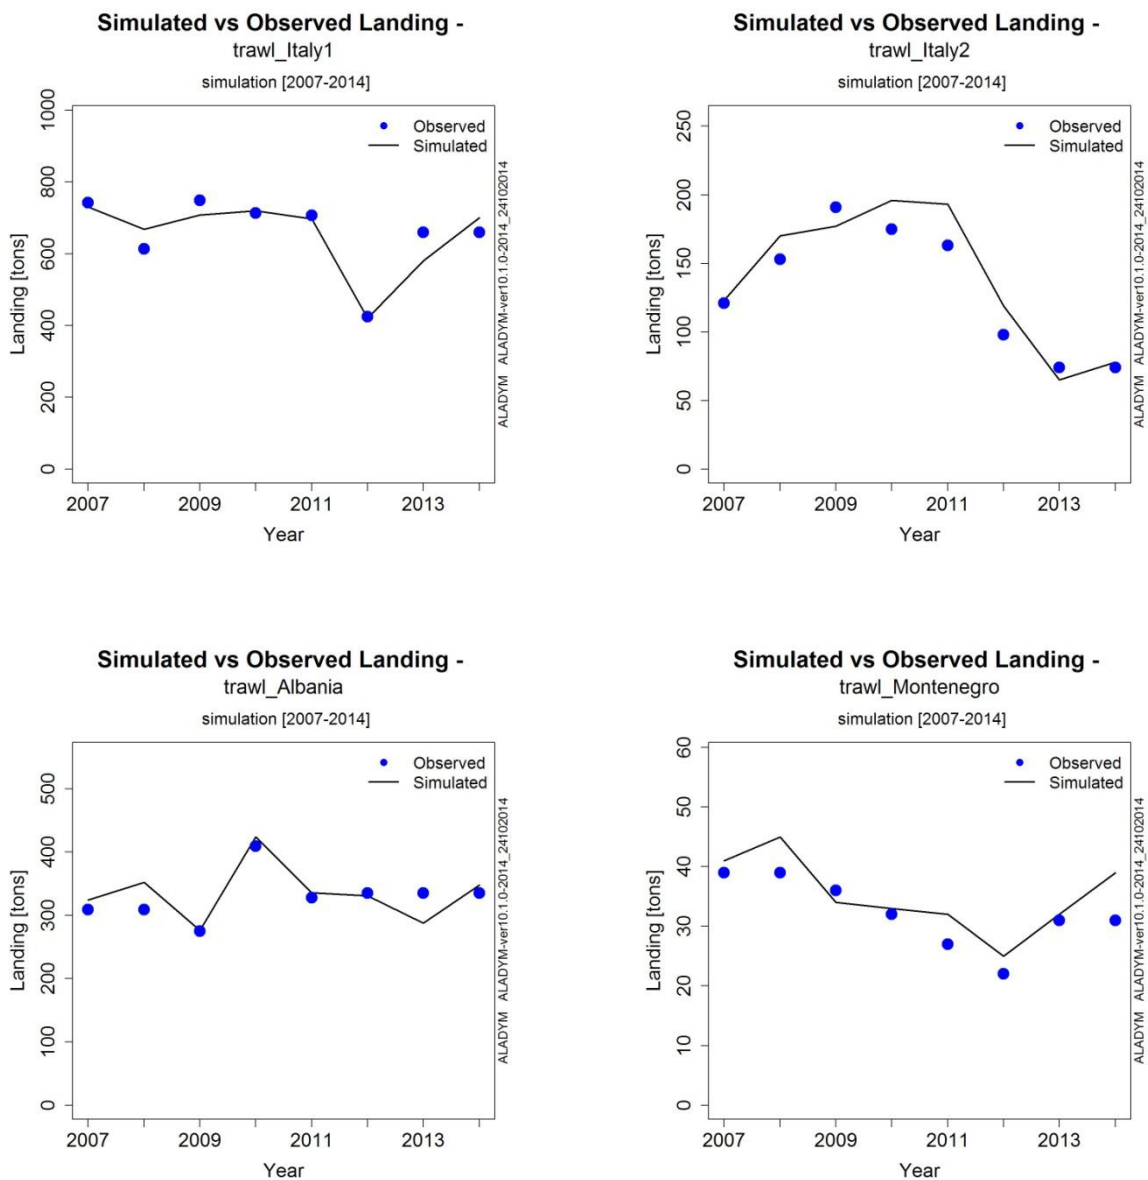 Simulated vs Observed Landing -
trawl_Italy1
simulation [2007-2014]
Observed
Simulated
1000
800
600
400
200
0
Landing [tons]
2007 2009 2011 2013
Year
ALADYM ALADYM-ver10.1.0-2014_24102014
Simulated vs Observed Landing -
trawl_Italy2
simulation [2007-2014]
Observed
Simulated
250
200
150
100
50
0
Landing [tons]
2007 2009 2011 2013
Year
ALADYM ALADYM-ver10.1.0-2014_24102014
Simulated vs Observed Landing -
trawl_Albania
simulation [2007-2014]
Observed
Simulated
500
400
300
200
100
0
Landing [tons]
2007 2009 2011 2013
Year
ALADYM ALADYM-ver10.1.0-2014_24102014
Simulated vs Observed Landing -
trawl_Montenegro
simulation [2007-2014]
Observed
Simulated
60
50
40
30
20
10
0
Landing [tons]
2007 2009 2011 2013
Year
ALADYM ALADYM-ver10.1.0-2014_24102014